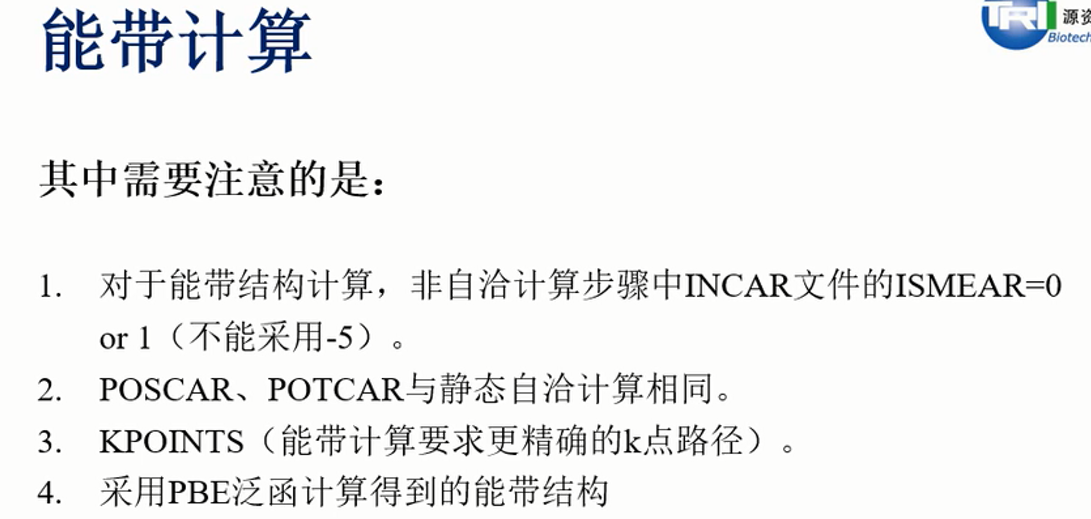 能带计算
TRI
源资
Biotech
其中需要注意的是：
1. 对于能带结构计算，非自洽计算步骤中INCAR文件的ISMEAR=0
or 1（不能采用-5）。
2. POSCAR、POTCAR与静态自洽计算相同。
3. KPOINTS（能带计算要求更精确的k点路径）。
4. 采用PBE泛函计算得到的能带结构